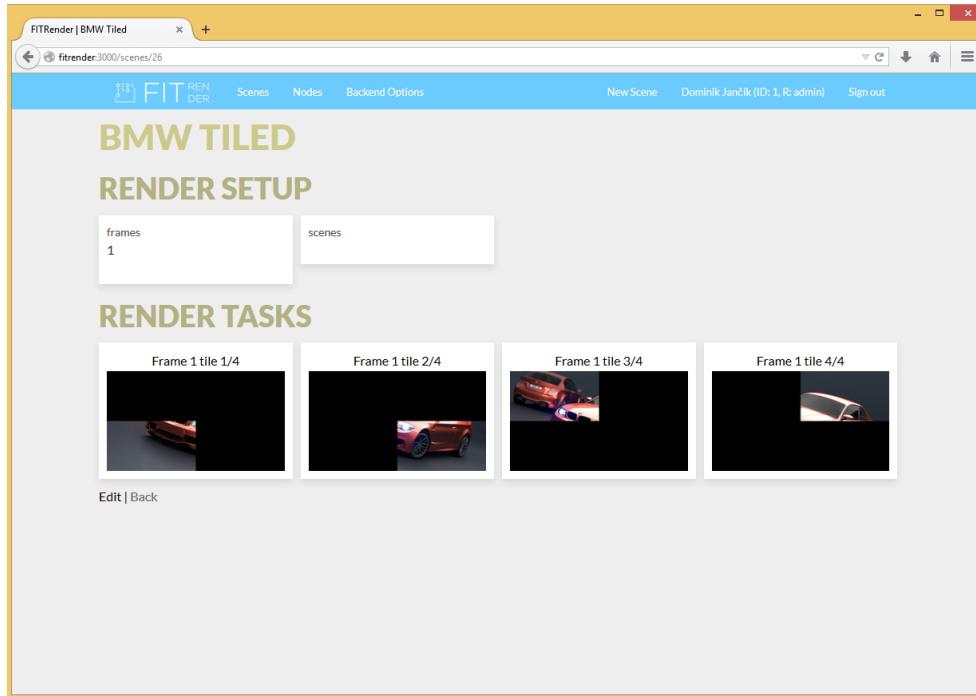 FITRender | BMW Tiled
fitrender:3000/scenes/26
FIT REN DER Scenes Nodes Backend Options New Scene Dominik Jančík (ID: 1, R: admin) Sign out
BMW TILED
RENDER SETUP
frames scenes
1
RENDER TASKS
Frame 1 tile 1/4 Frame 1 tile 2/4 Frame 1 tile 3/4 Frame 1 tile 4/4
Edit | Back